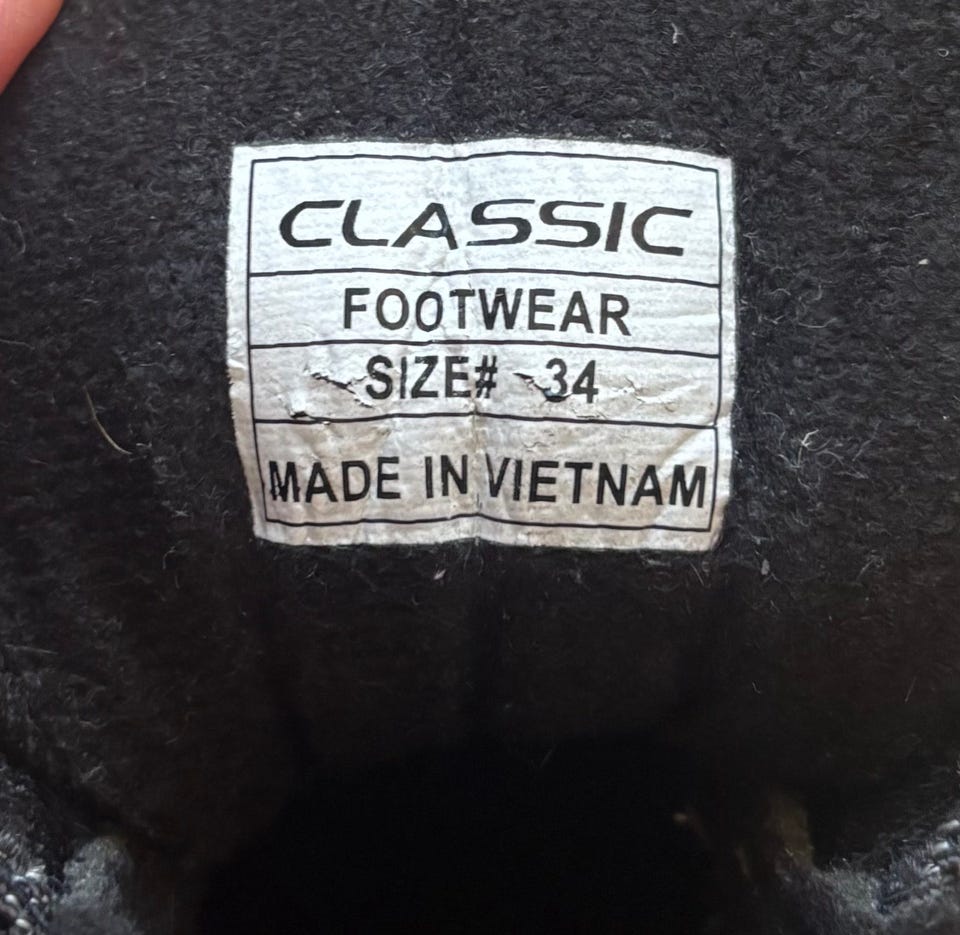 CLASSIC
FOOTWEAR
SIZE# 34
MADE IN VIETNAM